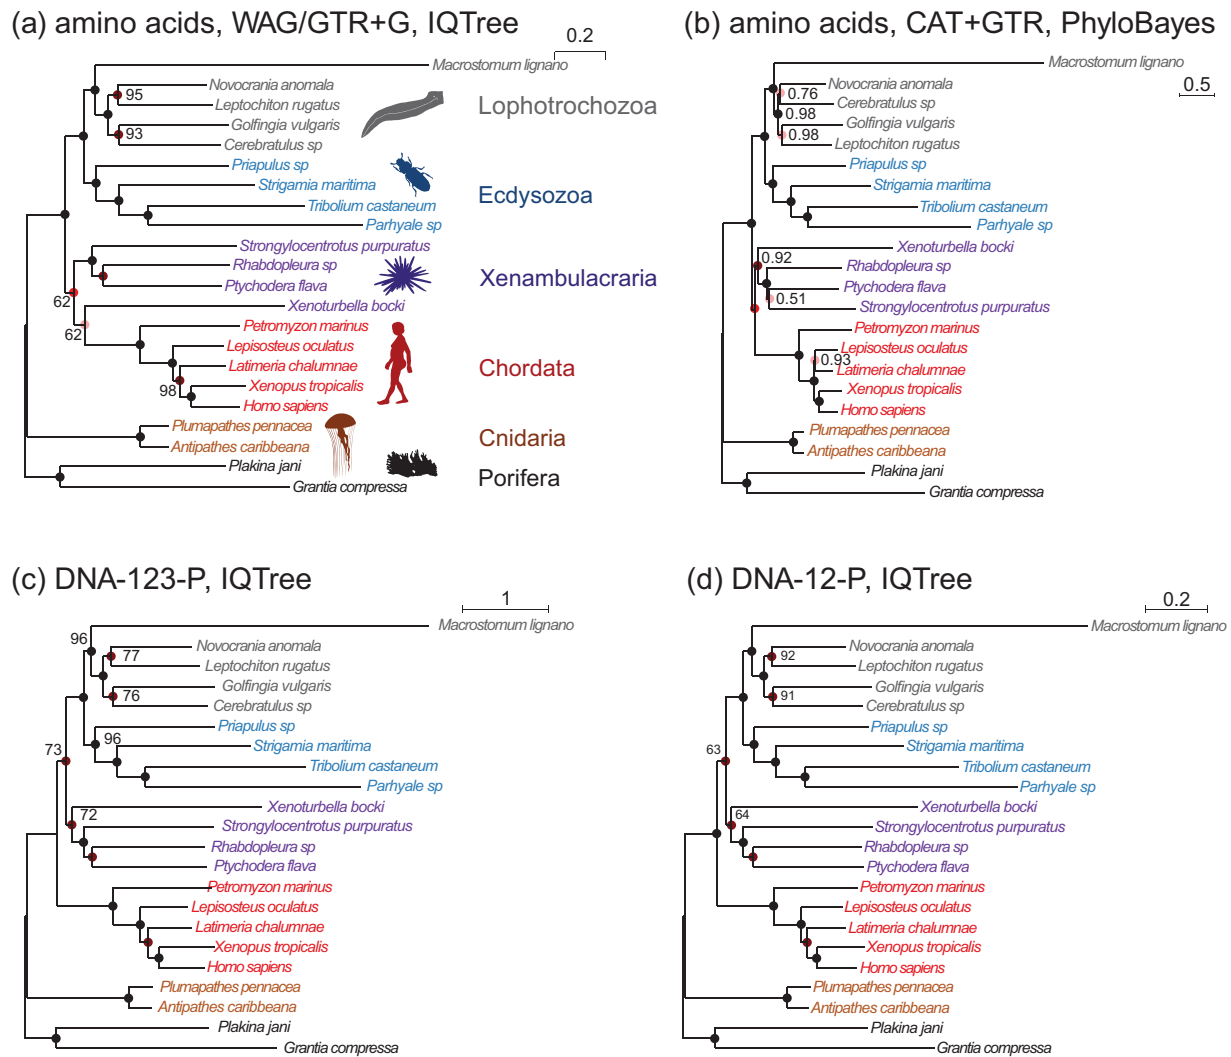 (a) amino acids, WAG/GTR+G, IQTree
0.2
Macrostomum lignano
Novocrania anomala
95
Leptochiton rugatus
Lophotrochozoa
Golfingia vulgaris
93
Cerebratulus sp
Priapulus sp
Strigamia maritima
Ecdysozoa
Tribolium castaneum
Parhyale sp
Strongylocentrotus purpuratus
Rhabdopleura sp
Xenambulacraria
Ptychodera flava
62
Xenoturbella bocki
62
Petromyzon marinus
Lepisosteus oculatus
Latimeria chalumnae
Chordata
98
Xenopus tropicalis
Homo sapiens
Plumapathes pennacea
Cnidaria
Antipathes caribbeana
Plakina jani
Porifera
Grantia compressa
(b) amino acids, CAT+GTR, PhyloBayes
0.5
Macrostomum lignano
Novocrania anomala
0.76
Cerebratulus sp
0.98
Golfingia vulgaris
0.98
Leptochiton rugatus
Priapulus sp
Strigamia maritima
Tribolium castaneum
Parhyale sp
Xenoturbella bocki
0.92
Rhabdopleura sp
Ptychodera flava
0.51
Strongylocentrotus purpuratus
Petromyzon marinus
Lepisosteus oculatus
0.93
Latimeria chalumnae
Xenopus tropicalis
Homo sapiens
Plumapathes pennacea
Antipathes caribbeana
Plakina jani
Grantia compressa
(c) DNA-123-P, IQTree
1
Macrostomum lignano
96
Novocrania anomala
77
Leptochiton rugatus
Golfingia vulgaris
76
Cerebratulus sp
Priapulus sp
96
Strigamia maritima
73
Tribolium castaneum
Parhyale sp
Xenoturbella bocki
72
Strongylocentrotus purpuratus
Rhabdopleura sp
Ptychodera flava
Petromyzon marinus
Lepisosteus oculatus
Latimeria chalumnae
Xenopus tropicalis
Homo sapiens
Plumapathes pennacea
Antipathes caribbeana
Plakina jani
Grantia compressa
(d) DNA-12-P, IQTree
0.2
Macrostomum lignano
Novocrania anomala
92
Leptochiton rugatus
Golfingia vulgaris
91
Cerebratulus sp
Priapulus sp
Strigamia maritima
63
Tribolium castaneum
Parhyale sp
Xenoturbella bocki
64
Strongylocentrotus purpuratus
Rhabdopleura sp
Ptychodera flava
Petromyzon marinus
Lepisosteus oculatus
Latimeria chalumnae
Xenopus tropicalis
Homo sapiens
Plumapathes pennacea
Antipathes caribbeana
Plakina jani
Grantia compressa